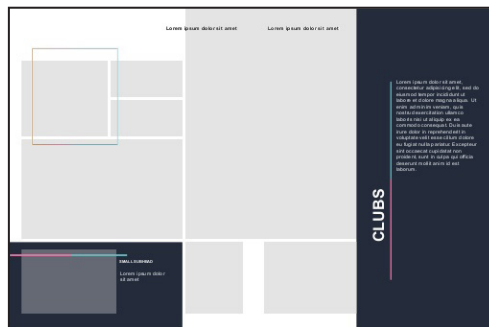 Lorem ipsum dolor sit amet
Lorem ipsum dolor sit amet
Lorem ipsum dolor sit amet,
consectetur adipiscing elit, sed do
eiusmod tempor incididunt ut
labore et dolore magna aliqua. Ut
enim ad minim veniam, quis
nostrud exercitation ullamco
laboris nisi ut aliquip ex ea
commodo consequat. Duis aute
irure dolor in reprehenderit in
voluptate velit esse cillum dolore
eu fugiat nulla pariatur. Excepteur
sint occaecat cupidatat non
proident, sunt in culpa qui officia
deserunt mollit anim id est
laborum.
CLUBS
SMALL SUBHEAD
Lorem ipsum dolor
sit amet